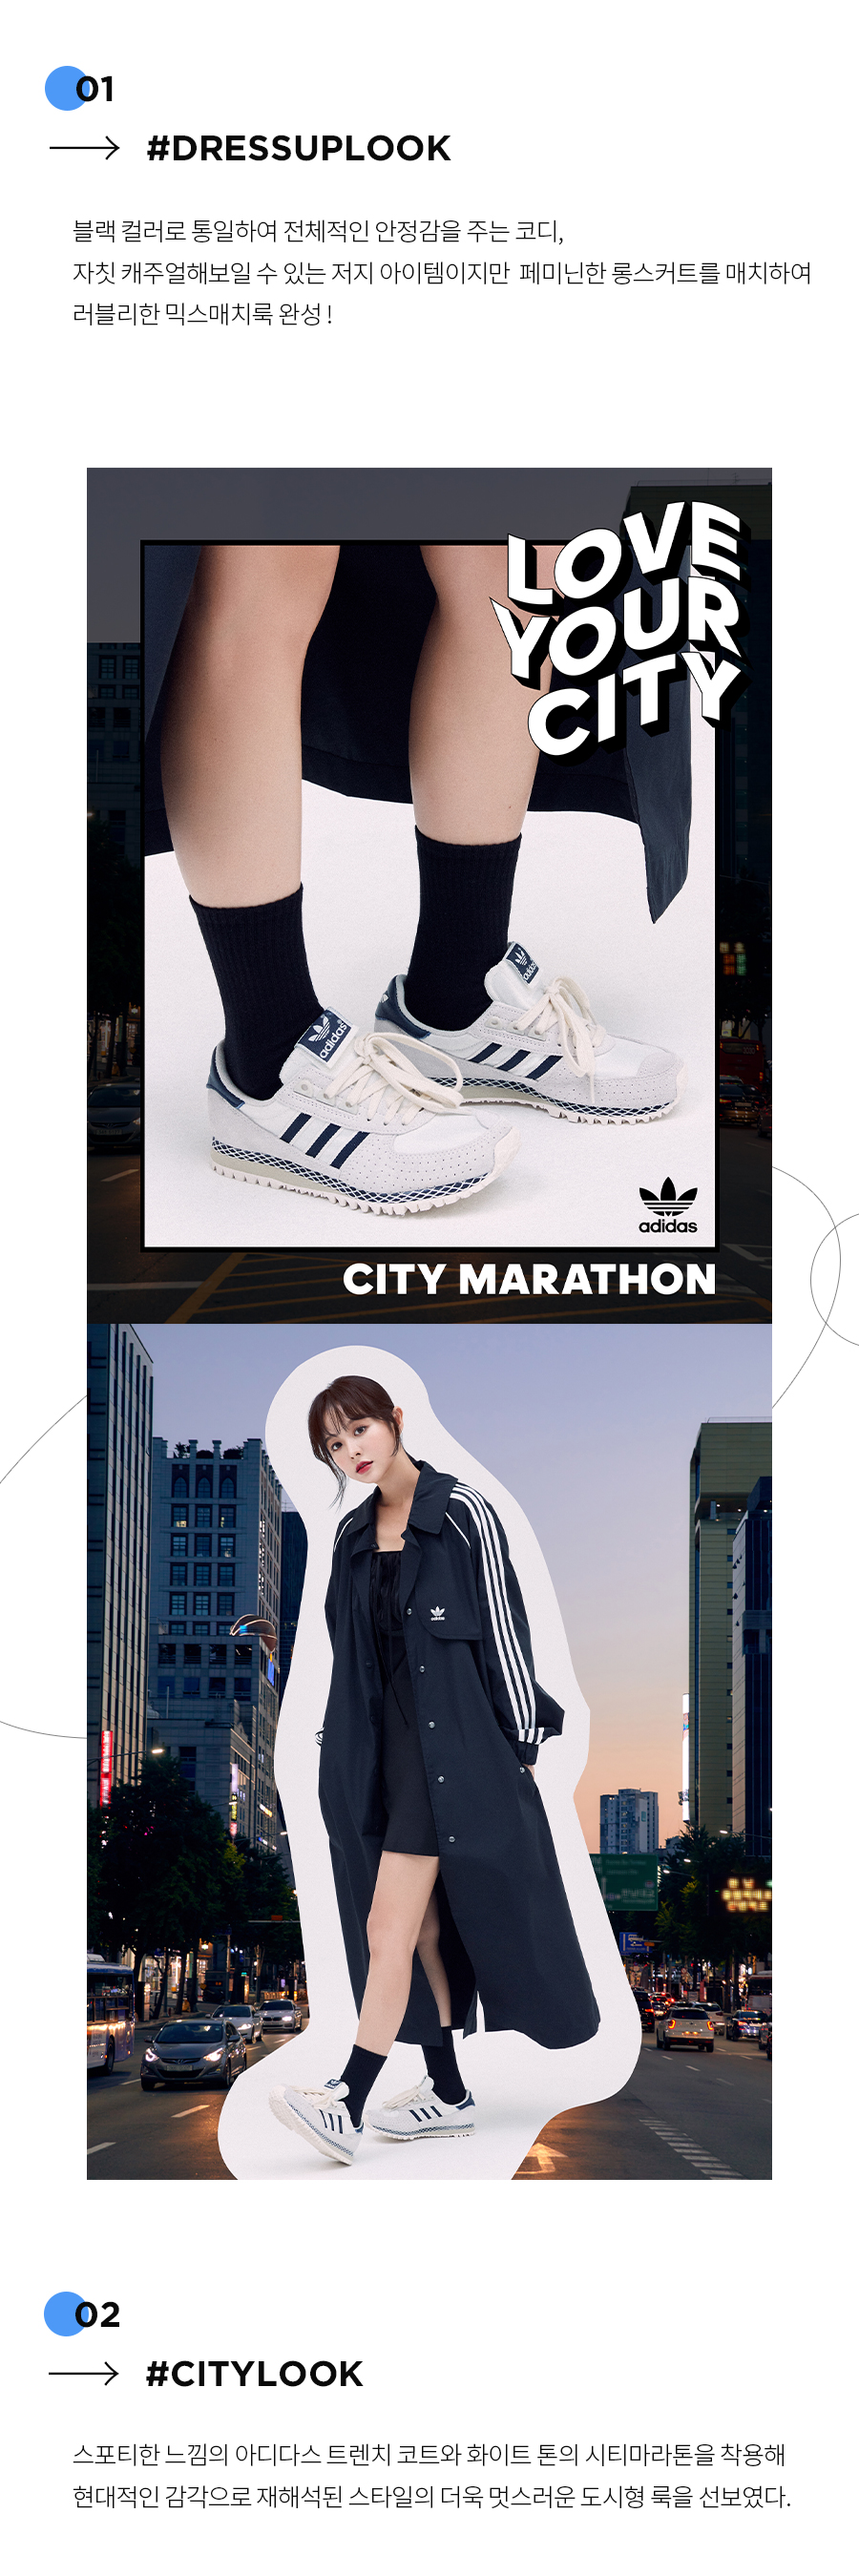 01
#DRESSUPLOOK
블랙 컬러로 통일하여 전체적인 안정감을 주는 코디,
자칫 캐주얼해보일 수 있는 저지 아이템이지만 페미닌한 롱스커트를 매치하여
러블리한 믹스매치룩 완성 !
LOVE
YOUR
CITY
adidas
adidas
adidas
CITY MARATHON
adidas
02
#CITYLOOK
스포티한 느낌의 아디다스 트렌치 코트와 화이트 톤의 시티마라톤을 착용해
현대적인 감각으로 재해석된 스타일의 더욱 멋스러운 도시형 룩을 선보였다.